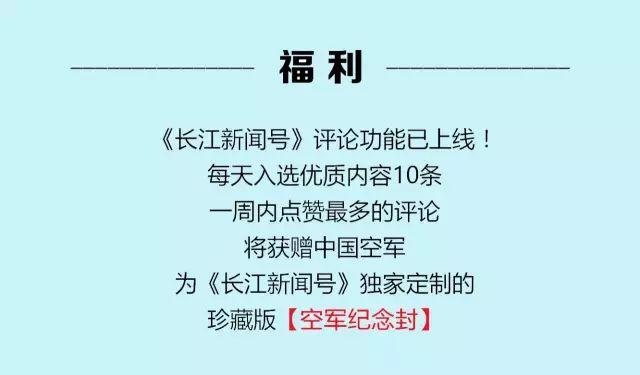 福利
《长江新闻号》评论功能已上线！
每天入选优质内容10条
一周内点赞最多的评论
将获赠中国空军
为《长江新闻号》独家定制的
珍藏版【空军纪念封】